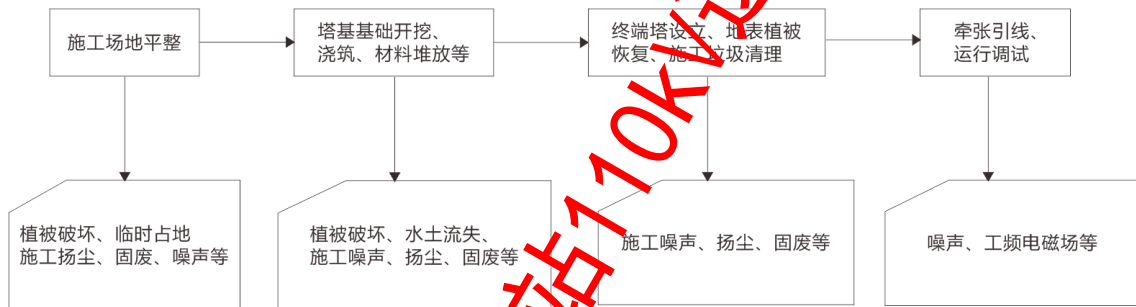 施工场地平整
塔基基础开挖、
浇筑、材料堆放等
终端塔设立、地表植被
恢复、施工垃圾清理
牵张引线、
运行调试
植被破坏、临时占地
施工扬尘、固废、噪声等
植被破坏、水土流失、
施工噪声、扬尘、固废等
施工噪声、扬尘、固废等
噪声、工频电磁场等
站110kV